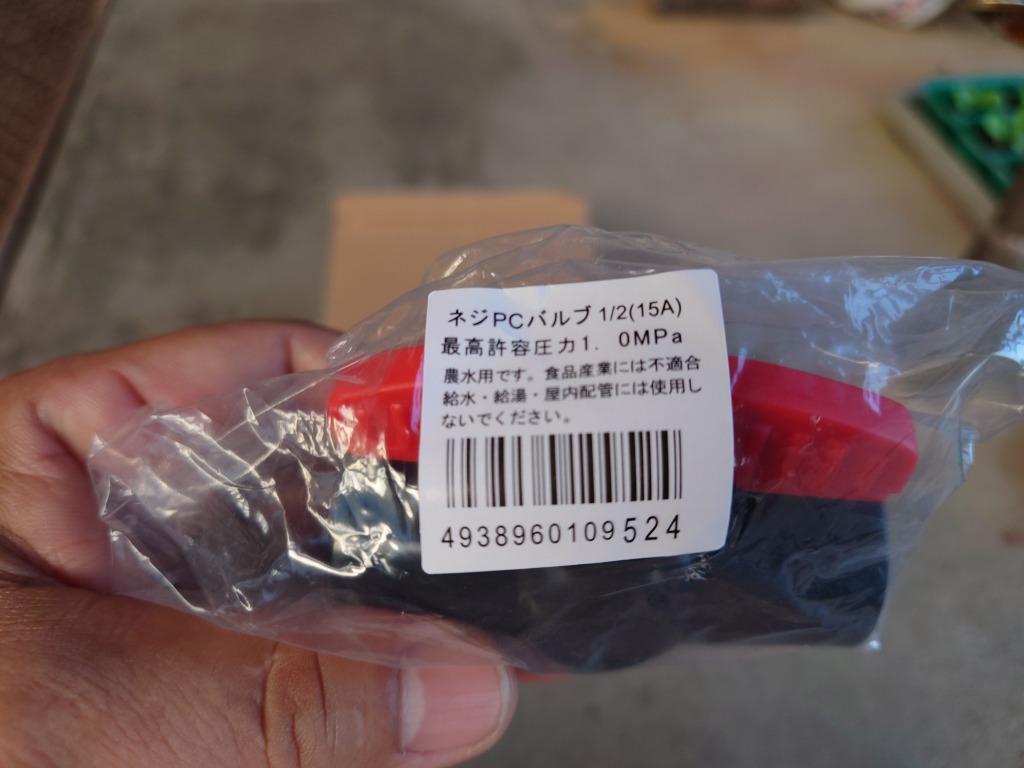 ネジPCバルブ 1/2(15A)
最高許容圧力1. 0MPa
農水用です。食品産業には不適合
給水・給湯・屋内配管には使用し
ないでください。
4938960109524